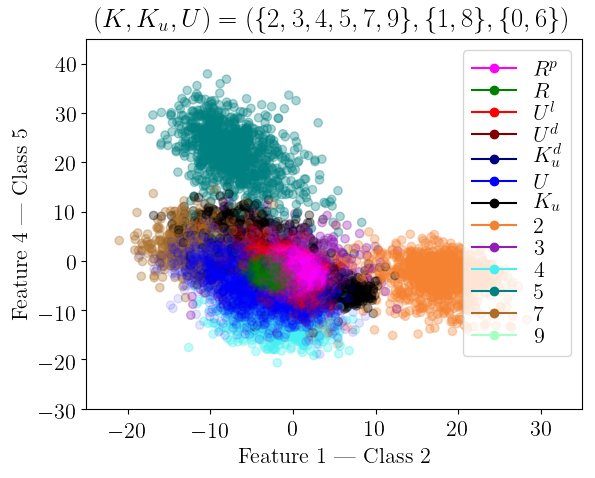 (K, K_u, U) = ({2, 3, 4, 5, 7, 9}, {1, 8}, {0, 6})
Feature 4 — Class 5
40
30
20
10
0
−10
−20
−30
−20
−10
0
10
20
30
Feature 1 — Class 2
R^p
R
U^l
U^d
K_u^d
U
K_u
2
3
4
5
7
9